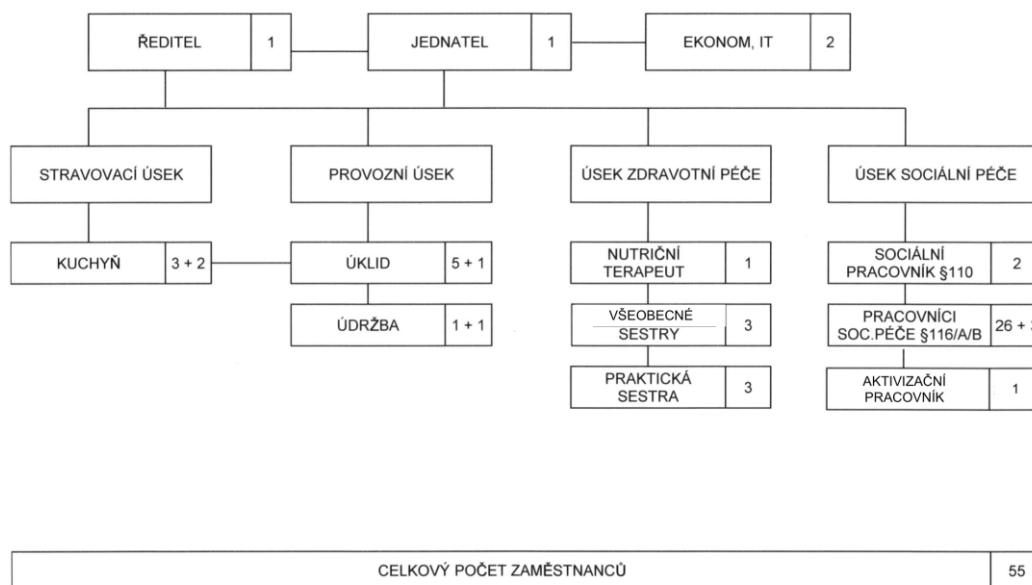 ŘEDITEL 1 JEDNATEL 1 EKONOM, IT 2
STRAVOVACÍ ÚSEK PROVOZNÍ ÚSEK ÚSEK ZDRAVOTNÍ PÉČE ÚSEK SOCIÁLNÍ PÉČE
KUCHYŇ 3 + 2
ÚKLID 5 + 1
ÚDRŽBA 1 + 1
NUTRIČNÍ
TERAPEUT 1
VŠEOBECNÉ
SESTRY 3
PRAKTICKÁ
SESTRA 3
SOCIÁLNÍ
PRACOVNÍK §110 2
PRACOVNÍCI
SOC.PÉČE §116/A/B 26 +
AKTIVIZAČNÍ
PRACOVNÍK 1
CELKOVÝ POČET ZAMĚSTNANCŮ 55